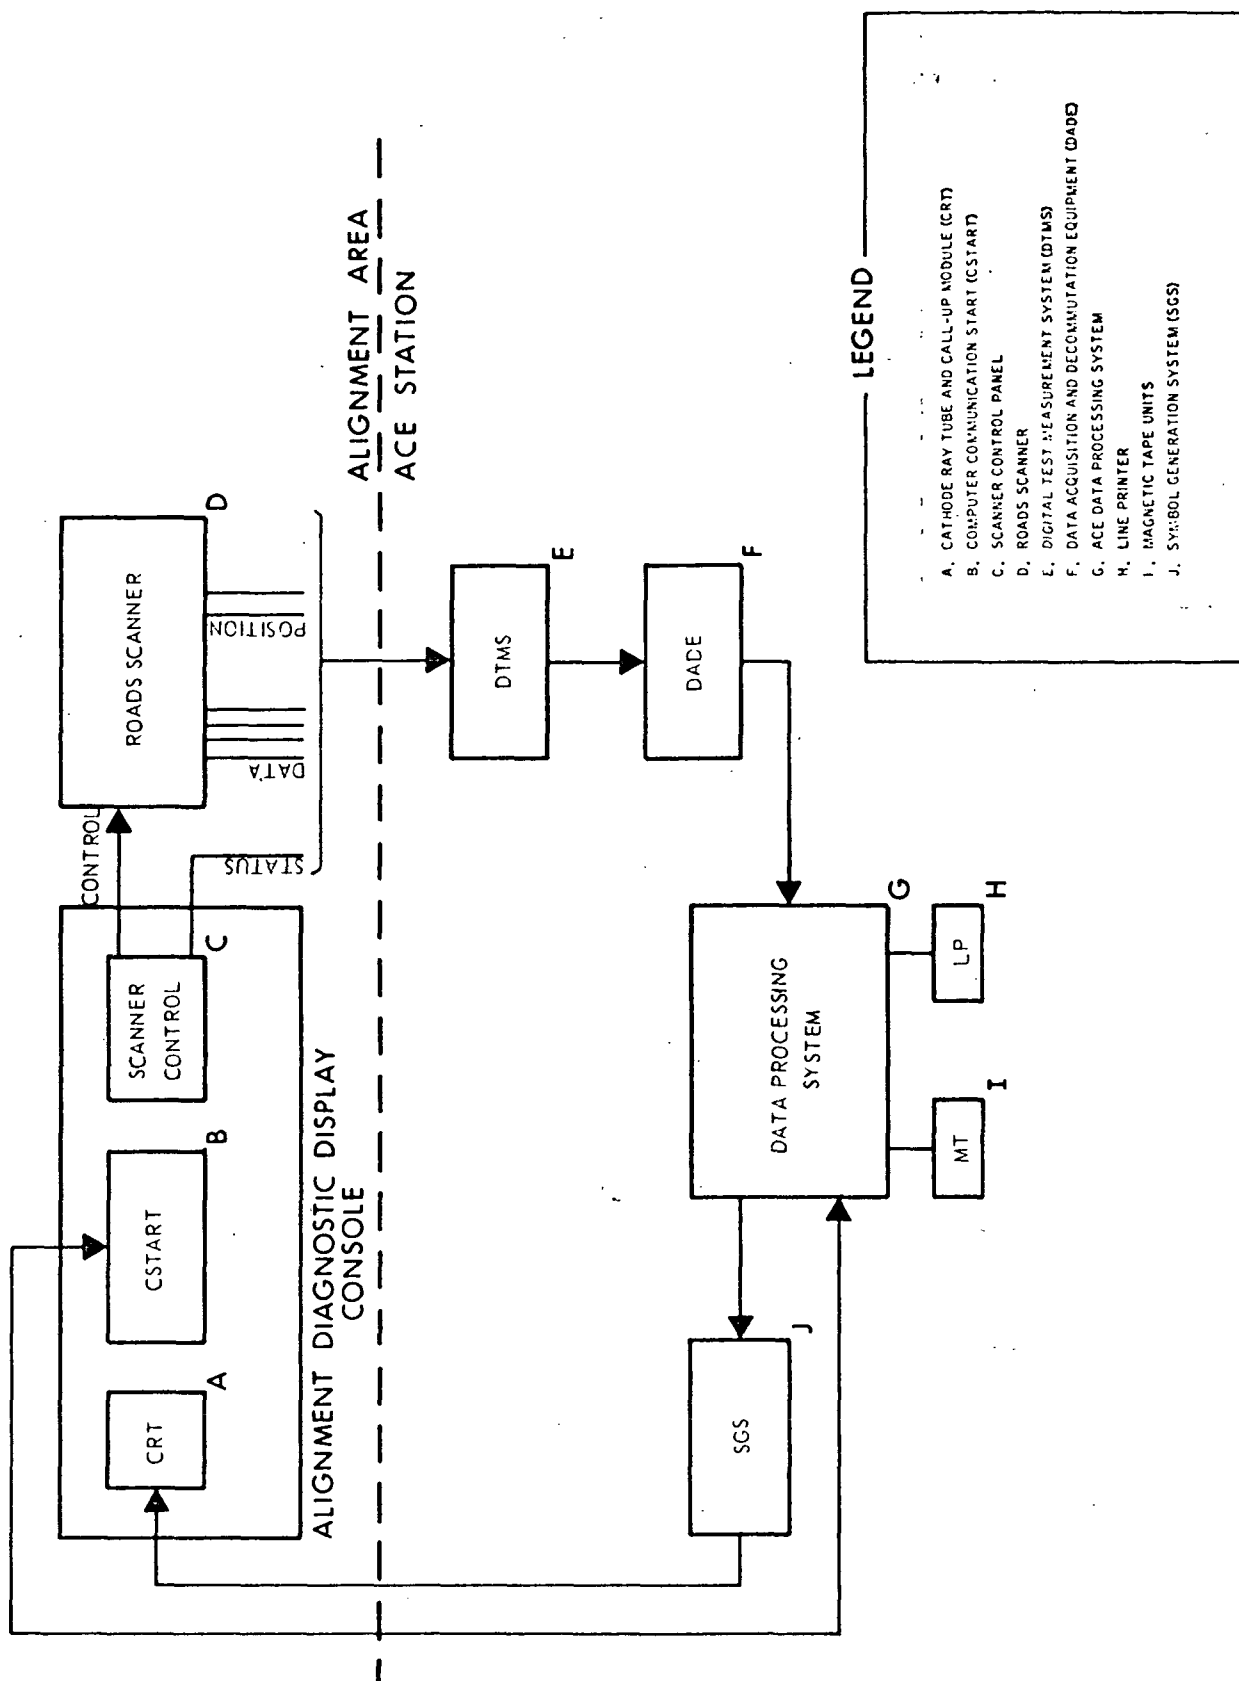 CRT
A
CSTART
B
SCANNER
CONTROL
C
ALIGNMENT DIAGNOSTIC DISPLAY
CONSOLE
CONTROL
STATUS
ROADS SCANNER
D
DATA
POSITION
ALIGNMENT AREA
ACE STATION
DTMS
E
DADE
F
DATA PROCESSING
SYSTEM
G
LP
H
MT
I
SGS
J
LEGEND
A. CATHODE RAY TUBE AND CALL-UP MODULE (CRT)
B. COMPUTER COMMUNICATION START (CSTART)
C. SCANNER CONTROL PANEL
D. ROADS SCANNER
E. DIGITAL TEST MEASUREMENT SYSTEM (DTMS)
F. DATA ACQUISITION AND DECOMMUTATION EQUIPMENT (DADE)
G. ACE DATA PROCESSING SYSTEM
H. LINE PRINTER
I. MAGNETIC TAPE UNITS
J. SYMBOL GENERATION SYSTEM (SGS)